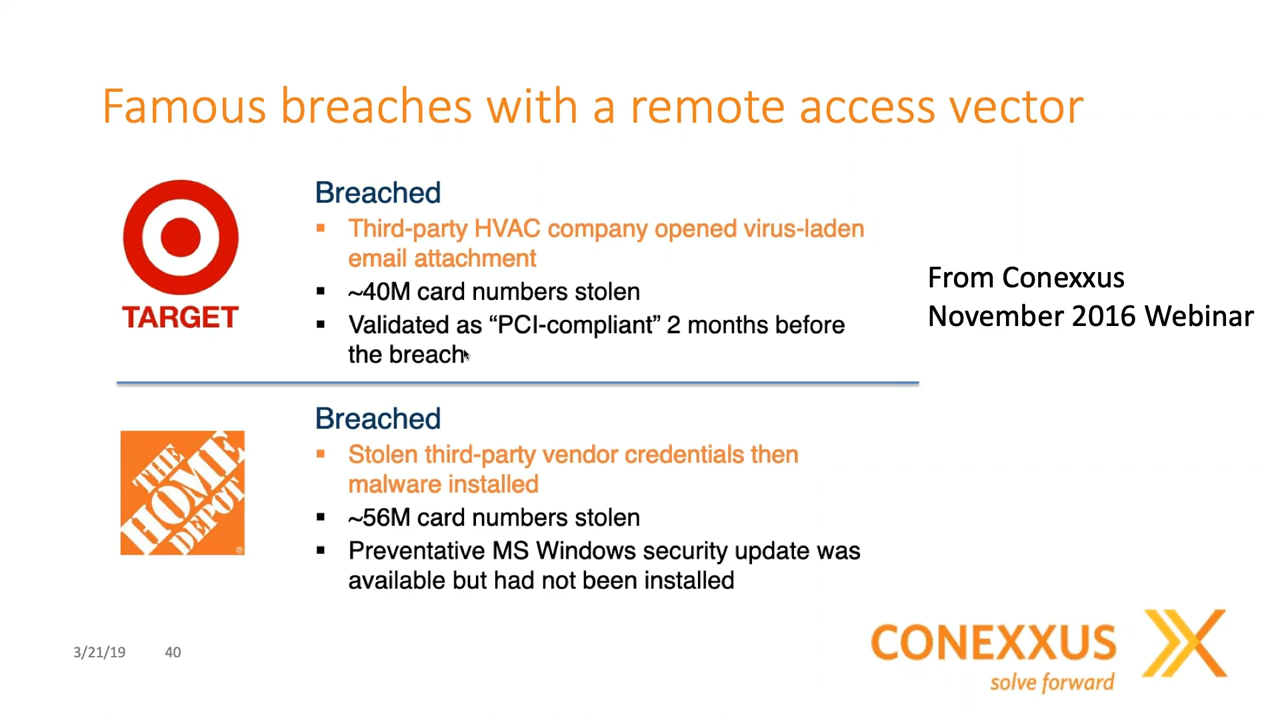 Famous breaches with a remote access vector
TARGET
Breached
▪ Third-party HVAC company opened virus-laden
email attachment
▪ ~40M card numbers stolen
▪ Validated as “PCI-compliant” 2 months before
the breach
From Conexxus
November 2016 Webinar
THE
HOME
DEPOT
®
Breached
▪ Stolen third-party vendor credentials then
malware installed
▪ ~56M card numbers stolen
▪ Preventative MS Windows security update was
available but had not been installed
3/21/19 40
CONEXXUS
solve forward